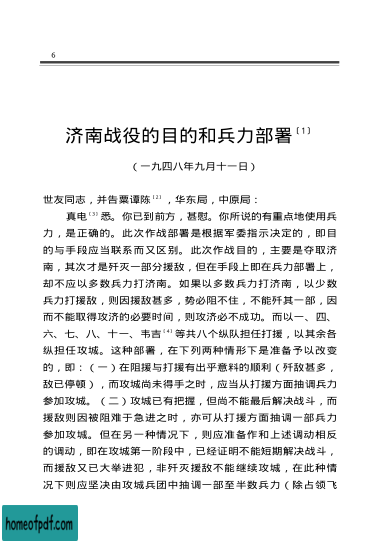 6
济南战役的目的和兵力部署〔1〕
（一九四八年九月十一日）
世友同志，并告粟谭陈〔2〕，华东局，中原局：
真电〔3〕悉。你已到前方，甚慰。你所说的有重点地使用兵
力，是正确的。此次作战部署是根据军委指示决定的，即目
的与手段应当联系而又区别。此次作战目的，主要是夺取济
南，其次才是歼灭一部分援敌，但在手段上即在兵力部署上，
却不应以多数兵力打济南。如果以多数兵力打济南，以少数
兵力打援敌，则因援敌甚多，势必阻不住，不能歼其一部，因
而不能取得攻济的必要时间，则攻济必不成功。而以一、四、
六、七、八、十一、韦吉〔4〕等共八个纵队担任打援，以其余各
纵担任攻城。这种部署，在下列两种情形下是准备予以改变
的，即：（一）在阻援与打援有出乎意料的顺利（歼敌甚多，
敌已停顿），而攻城尚未得手之时，应当从打援方面抽调兵力
参加攻城。（二）攻城已有把握，但尚不能最后解决战斗，而
援敌则因被阻难于急进之时，亦可从打援方面抽调一部兵力
参加攻城。但在另一种情况下，则应准备作和上述调动相反
的调动，即在攻城第一阶段中，已经证明不能短期解决战斗，
而援敌又已大举进犯，非歼灭援敌不能继续攻城，在此种情
况下则应坚决由攻城兵团中抽调一部至半数兵力（除占领飞
homeofpdf.com